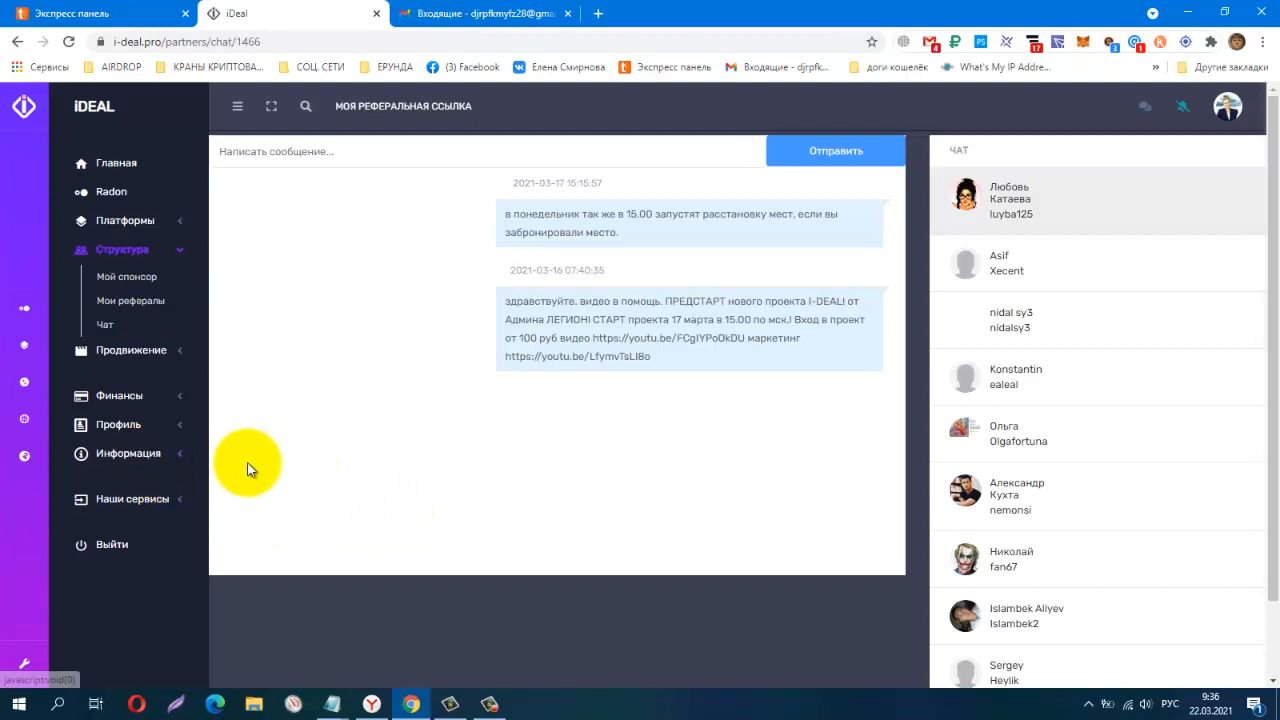 Экспресс панель
iDeal
Входящие - djrpfkmyfz28@gmai
i-deal.pro/partners/chat/1466
4
17
3
1
Сервисы
AIRDROP
КРАНЫ КРИПТОВА...
СОЦ. СЕТИ
ЕРУНДА
(3) Facebook
Елена Смирнова
Экспресс панель
Входящие - djrpfk...
доги кошелёк
What's My IP Addre...
»
Другие закладки
iDEAL
МОЯ РЕФЕРАЛЬНАЯ ССЫЛКА
Главная
Radon
Платформы
Структура
Мой спонсор
Мои рефералы
Чат
Продвижение
Финансы
Профиль
Информация
Наши сервисы
Выйти
Написать сообщение...
Отправить
2021-03-17 15:15:57
в понедельник так же в 15.00 запустят расстановку мест, если вы
забронировали место.
2021-03-16 07:40:35
здравствуйте, видео в помощь. ПРЕДСТАРТ нового проекта I-DEAL! от
Админа ЛЕГИОН! СТАРТ проекта 17 марта в 15.00 по мск.! Вход в проект
от 100 руб видео https://youtu.be/FCgIYPoOkDU маркетинг
https://youtu.be/LfymvTsLI8o
ЧАТ
Любовь
Катаева
luyba125
Asif
Xecent
nidal sy3
nidalsy3
Konstantin
ealeal
Ольга
Olgafortuna
Александр
Кухта
nemonsi
Николай
fan67
Islambek Aliyev
Islambek2
Sergey
Heylik
javascript:void(0)
РУС
9:36
22.03.2021